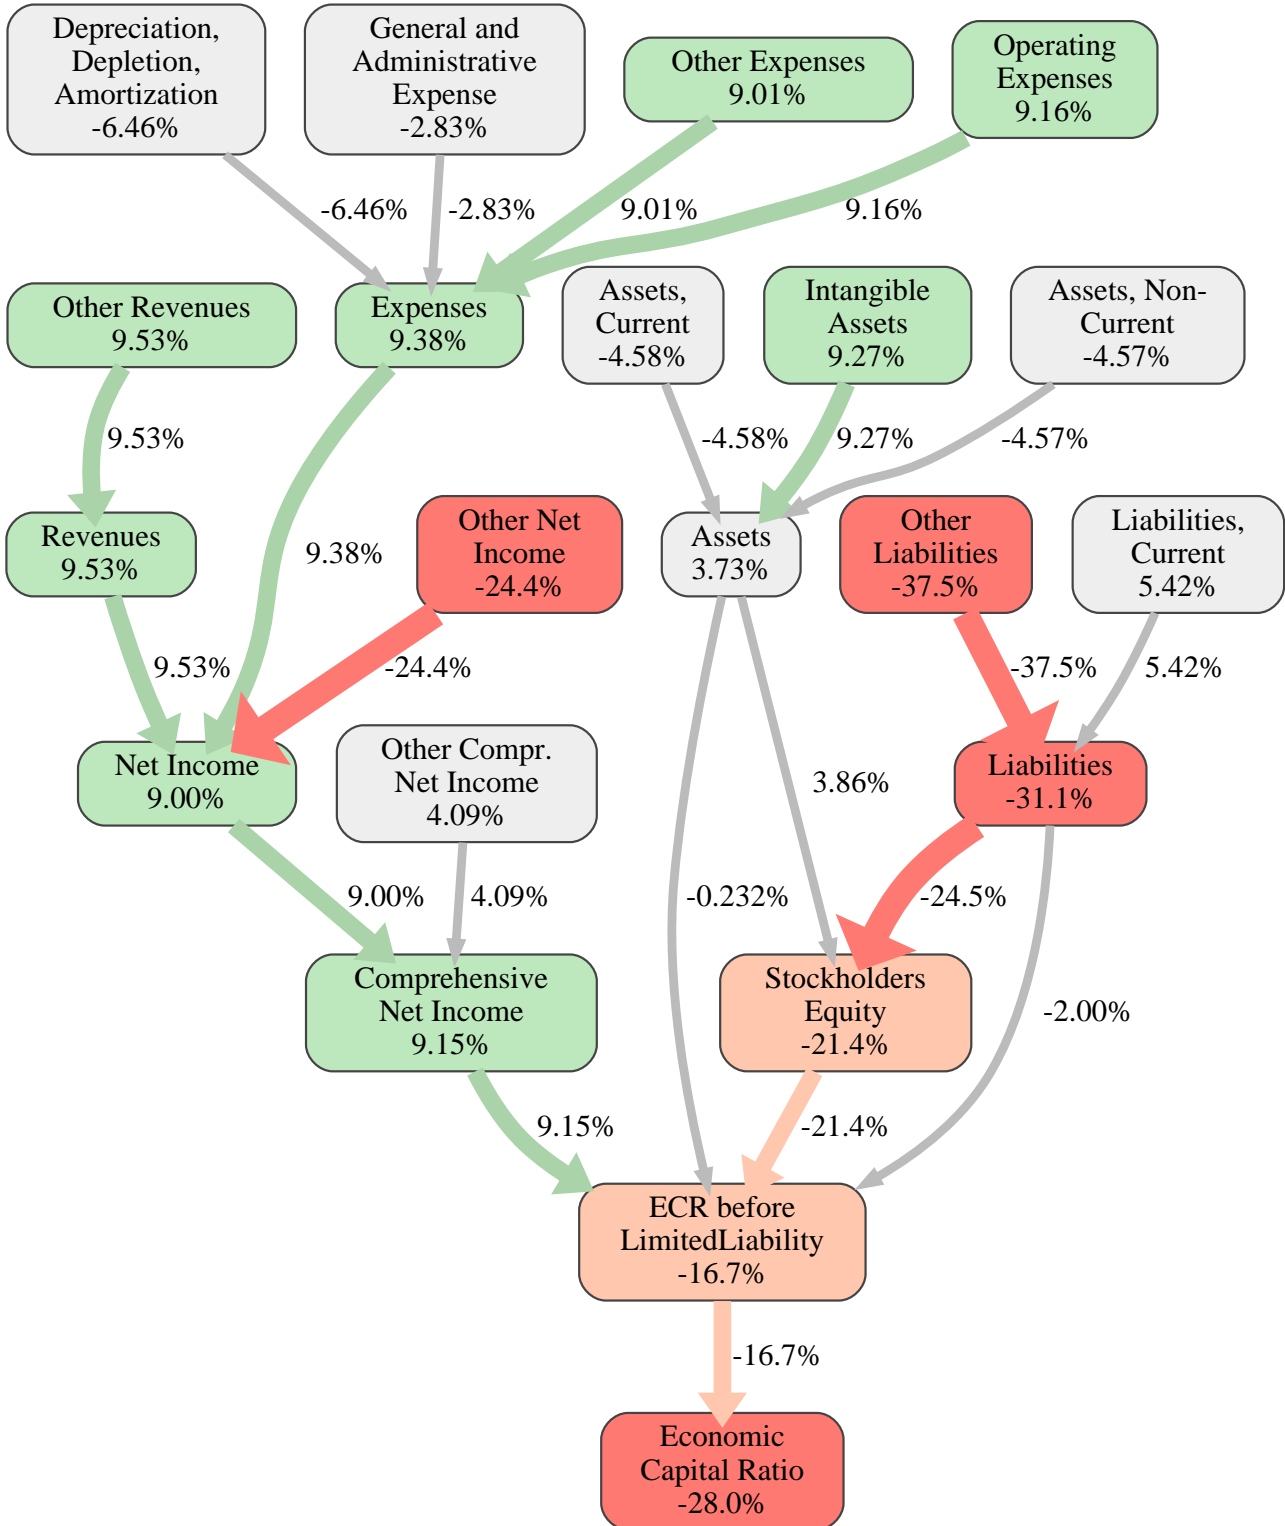 Depreciation,
Depletion,
Amortization
-6.46%
General and
Administrative
Expense
-2.83%
Other Expenses
9.01%
Operating
Expenses
9.16%
-6.46%
-2.83%
9.01%
9.16%
Other Revenues
9.53%
Expenses
9.38%
Assets,
Current
-4.58%
Intangible
Assets
9.27%
Assets, Non-
Current
-4.57%
9.53%
-4.58%
9.27%
-4.57%
Revenues
9.53%
9.38%
Other Net
Income
-24.4%
Assets
3.73%
Other
Liabilities
-37.5%
Liabilities,
Current
5.42%
9.53%
-24.4%
-37.5%
5.42%
Net Income
9.00%
Other Compr.
Net Income
4.09%
3.86%
Liabilities
-31.1%
9.00%
4.09%
-0.232%
-24.5%
Comprehensive
Net Income
9.15%
Stockholders
Equity
-21.4%
-2.00%
9.15%
-21.4%
ECR before
LimitedLiability
-16.7%
-16.7%
Economic
Capital Ratio
-28.0%